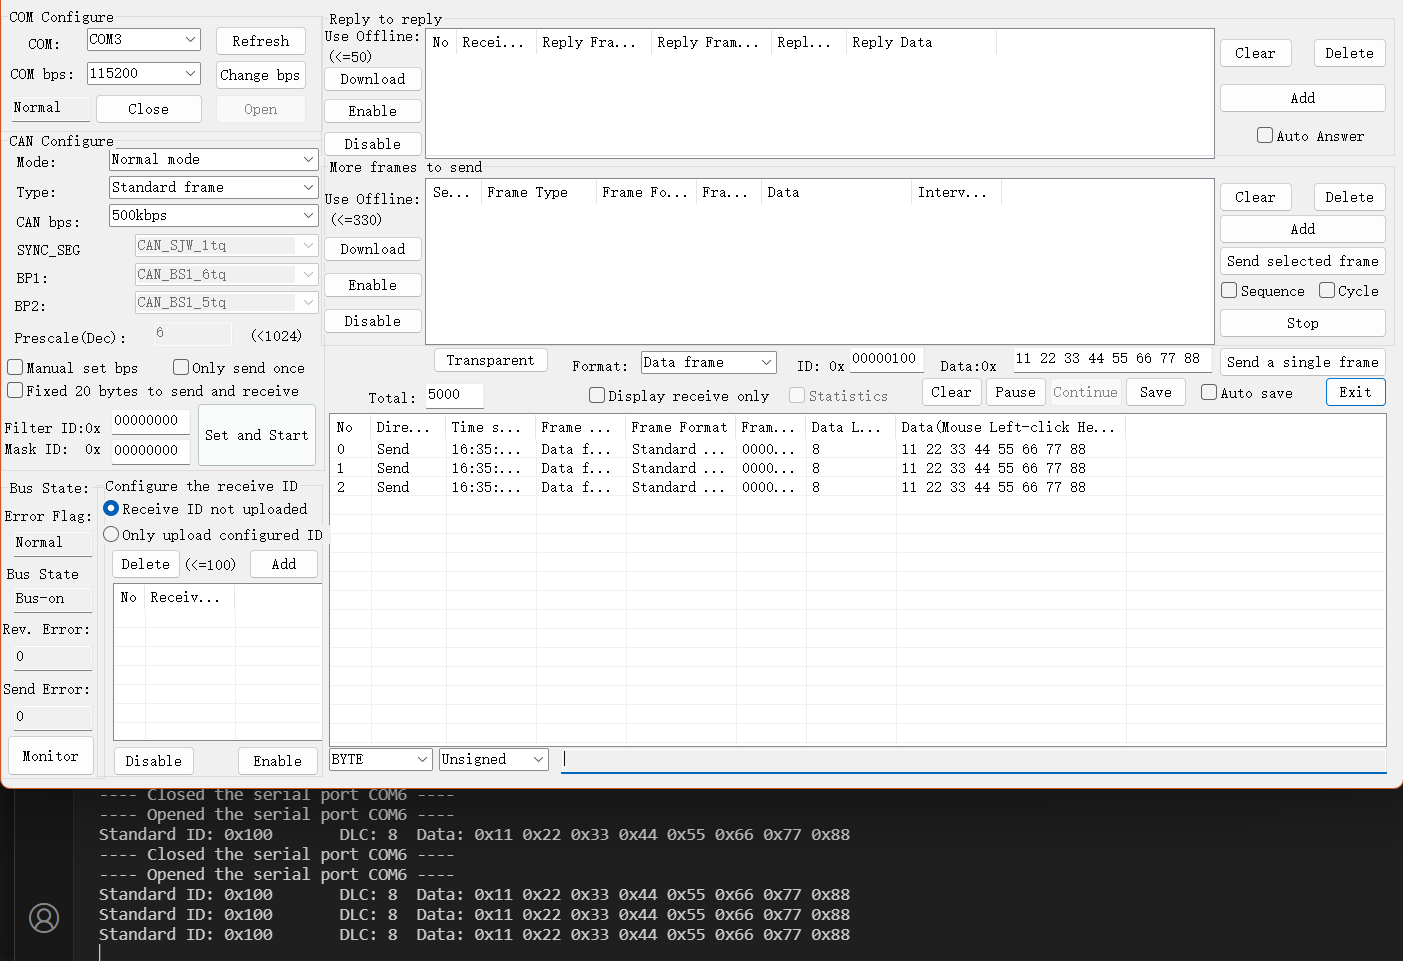 COM Configure
COM: COM3 Refresh
COM bps: 115200 Change bps
Normal Close Open
CAN Configure
Mode: Normal mode
Type: Standard frame
CAN bps: 500kbps
SYNC_SEG CAN_SJW_1tq
BP1: CAN_BS1_6tq
BP2: CAN_BS1_5tq
Prescale(Dec): 6 (<1024)
Manual set bps Only send once
Fixed 20 bytes to send and receive
Filter ID:0x 00000000
Mask ID: 0x 00000000
Set and Start
Bus State:
Error Flag:
Normal
Bus State
Bus-on
Rev. Error:
0
Send Error:
0
Monitor
Configure the receive ID
Receive ID not uploaded
Only upload configured ID
Delete (<=100) Add
No Receiv...
Disable Enable
Reply to reply
Use Offline:
(<=50)
Download
Enable
Disable
No Recei... Reply Fra... Reply Fram... Repl... Reply Data
Clear Delete
Add
Auto Answer
More frames to send
Use Offline:
(<=330)
Download
Enable
Disable
Se... Frame Type Frame Fo... Fra... Data Interv...
Clear Delete
Add
Send selected frame
Sequence Cycle
Stop
Transparent Format: Data frame ID: 0x 00000100 Data:0x 11 22 33 44 55 66 77 88 Send a single frame
Total: 5000 Display receive only Statistics Clear Pause Continue Save Auto save Exit
No Dire... Time s... Frame ... Frame Format Fram... Data L... Data(Mouse Left-click He...
0 Send 16:35:... Data f... Standard ... 0000... 8 11 22 33 44 55 66 77 88
1 Send 16:35:... Data f... Standard ... 0000... 8 11 22 33 44 55 66 77 88
2 Send 16:35:... Data f... Standard ... 0000... 8 11 22 33 44 55 66 77 88
BYTE Unsigned
---- Closed the serial port COM6 ----
---- Opened the serial port COM6 ----
Standard ID: 0x100 DLC: 8 Data: 0x11 0x22 0x33 0x44 0x55 0x66 0x77 0x88
---- Closed the serial port COM6 ----
---- Opened the serial port COM6 ----
Standard ID: 0x100 DLC: 8 Data: 0x11 0x22 0x33 0x44 0x55 0x66 0x77 0x88
Standard ID: 0x100 DLC: 8 Data: 0x11 0x22 0x33 0x44 0x55 0x66 0x77 0x88
Standard ID: 0x100 DLC: 8 Data: 0x11 0x22 0x33 0x44 0x55 0x66 0x77 0x88